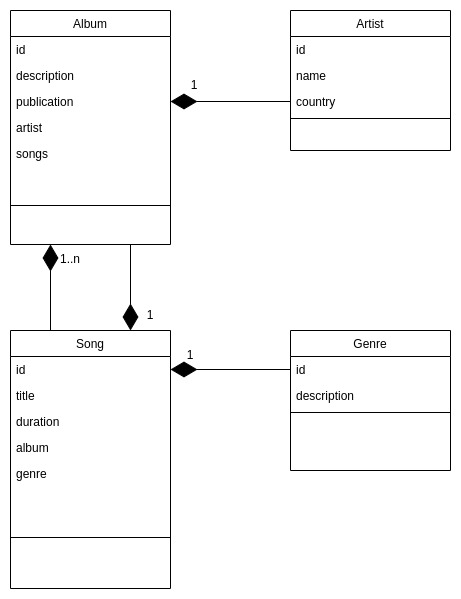 Album
id
description
publication
artist
songs
1
Artist
id
name
country
1..n
1
Song
id
title
duration
album
genre
1
Genre
id
description